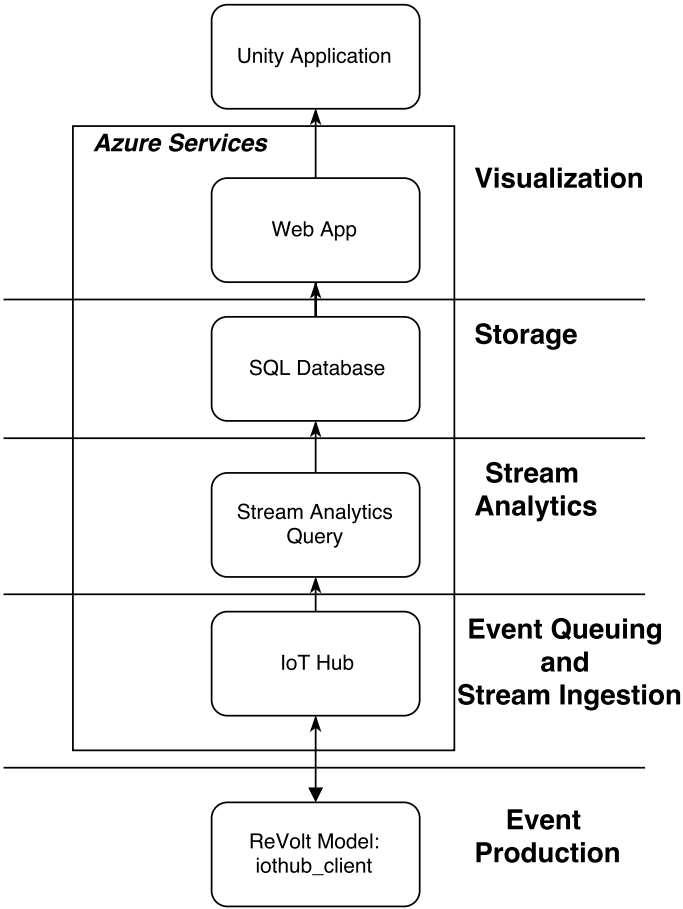 Unity Application
Azure Services
Visualization
Web App
Storage
SQL Database
Stream
Analytics
Stream Analytics
Query
Event Queuing
and
Stream Ingestion
IoT Hub
Event
Production
ReVolt Model:
iothub_client